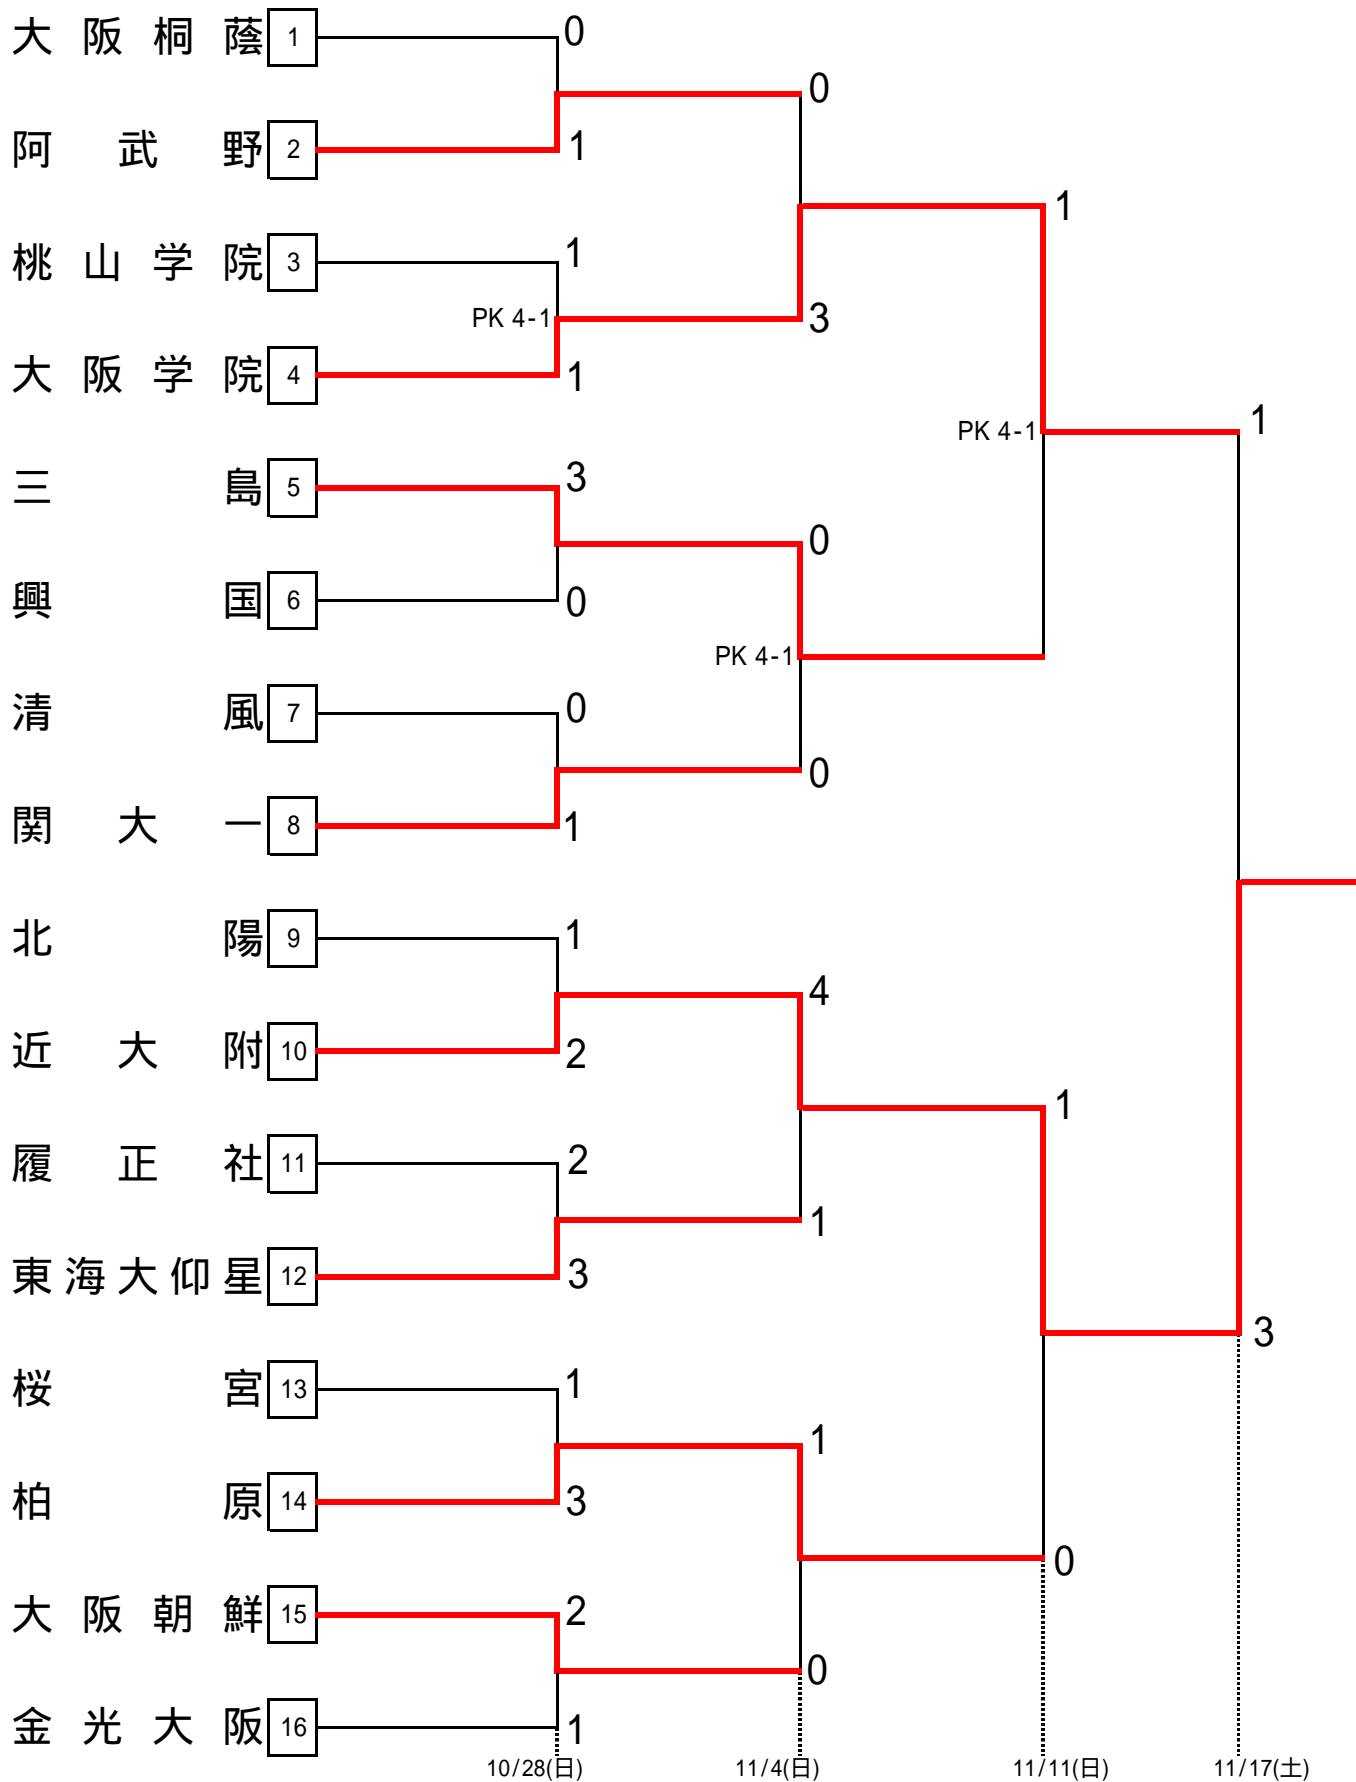 大阪桐蔭 1 0
0
阿武野 2 1
1
桃山学院 3 1
PK 4-1 3
大阪学院 4 1
1
PK 4-1
三島 5 3
0
興国 6 0
PK 4-1
清風 7 0
0
関大一 8 1
北陽 9 1
4
近大附 10 2
1
履正社 11 2
1
東海大仰星 12 3
3
桜宮 13 1
1
柏原 14 3
0
大阪朝鮮 15 2
0
金光大阪 16 1
10/28(日) 11/4(日) 11/11(日) 11/17(土)